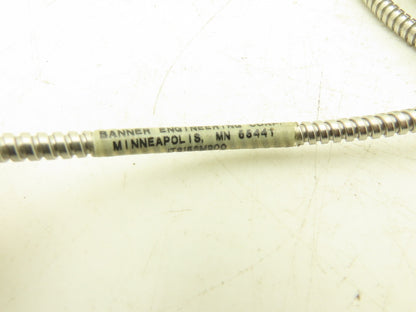 BANNER ENGINEERING CORP.
MINNEAPOLIS, MN 55441